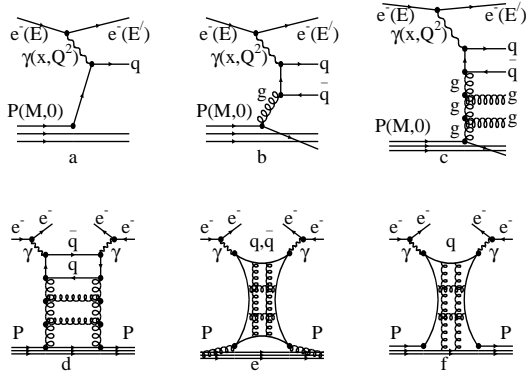 e⁻(E) e⁻(E′)
γ(x,Q²)
q
P(M,0)
a
e⁻(E) e⁻(E′)
γ(x,Q²)
q
q̄
g
P(M,0)
b
e⁻(E) e⁻(E′)
γ(x,Q²)
q
q̄
g
g g
g g
P(M,0)
c
e⁻ e⁻ e⁻ e⁻
γ q̄ γ
q
P P
d
e⁻ e⁻ e⁻ e⁻
γ q,q̄ γ
P P
e
e⁻ e⁻ e⁻ e⁻
γ q γ
P P
f